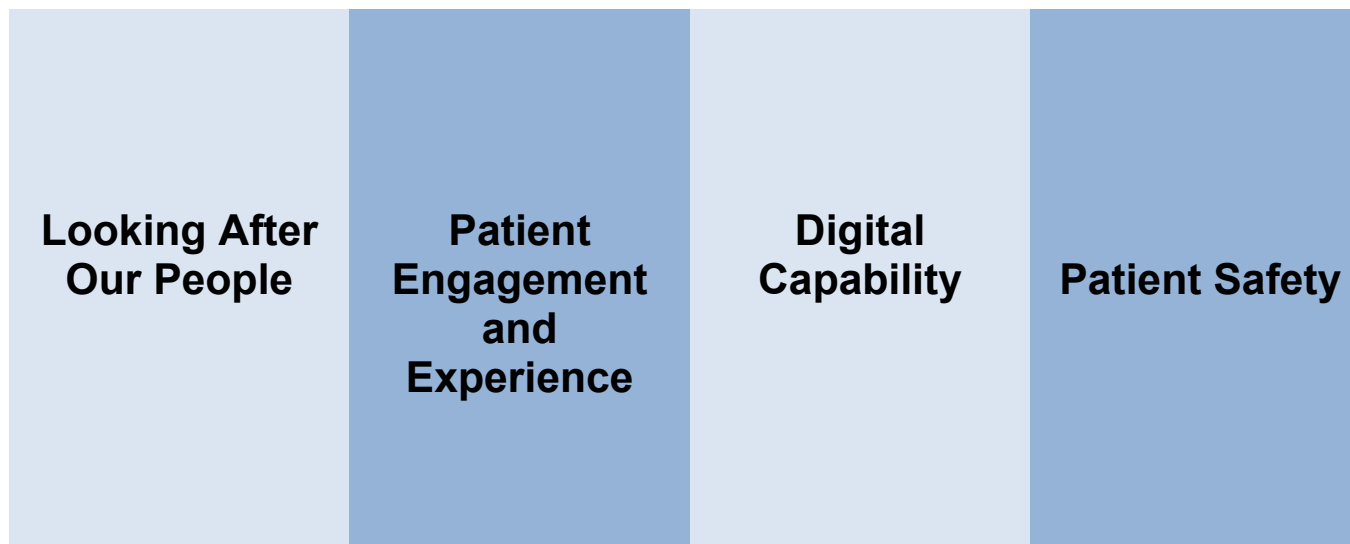 Looking After
Our People
Patient
Engagement
and
Experience
Digital
Capability
Patient Safety